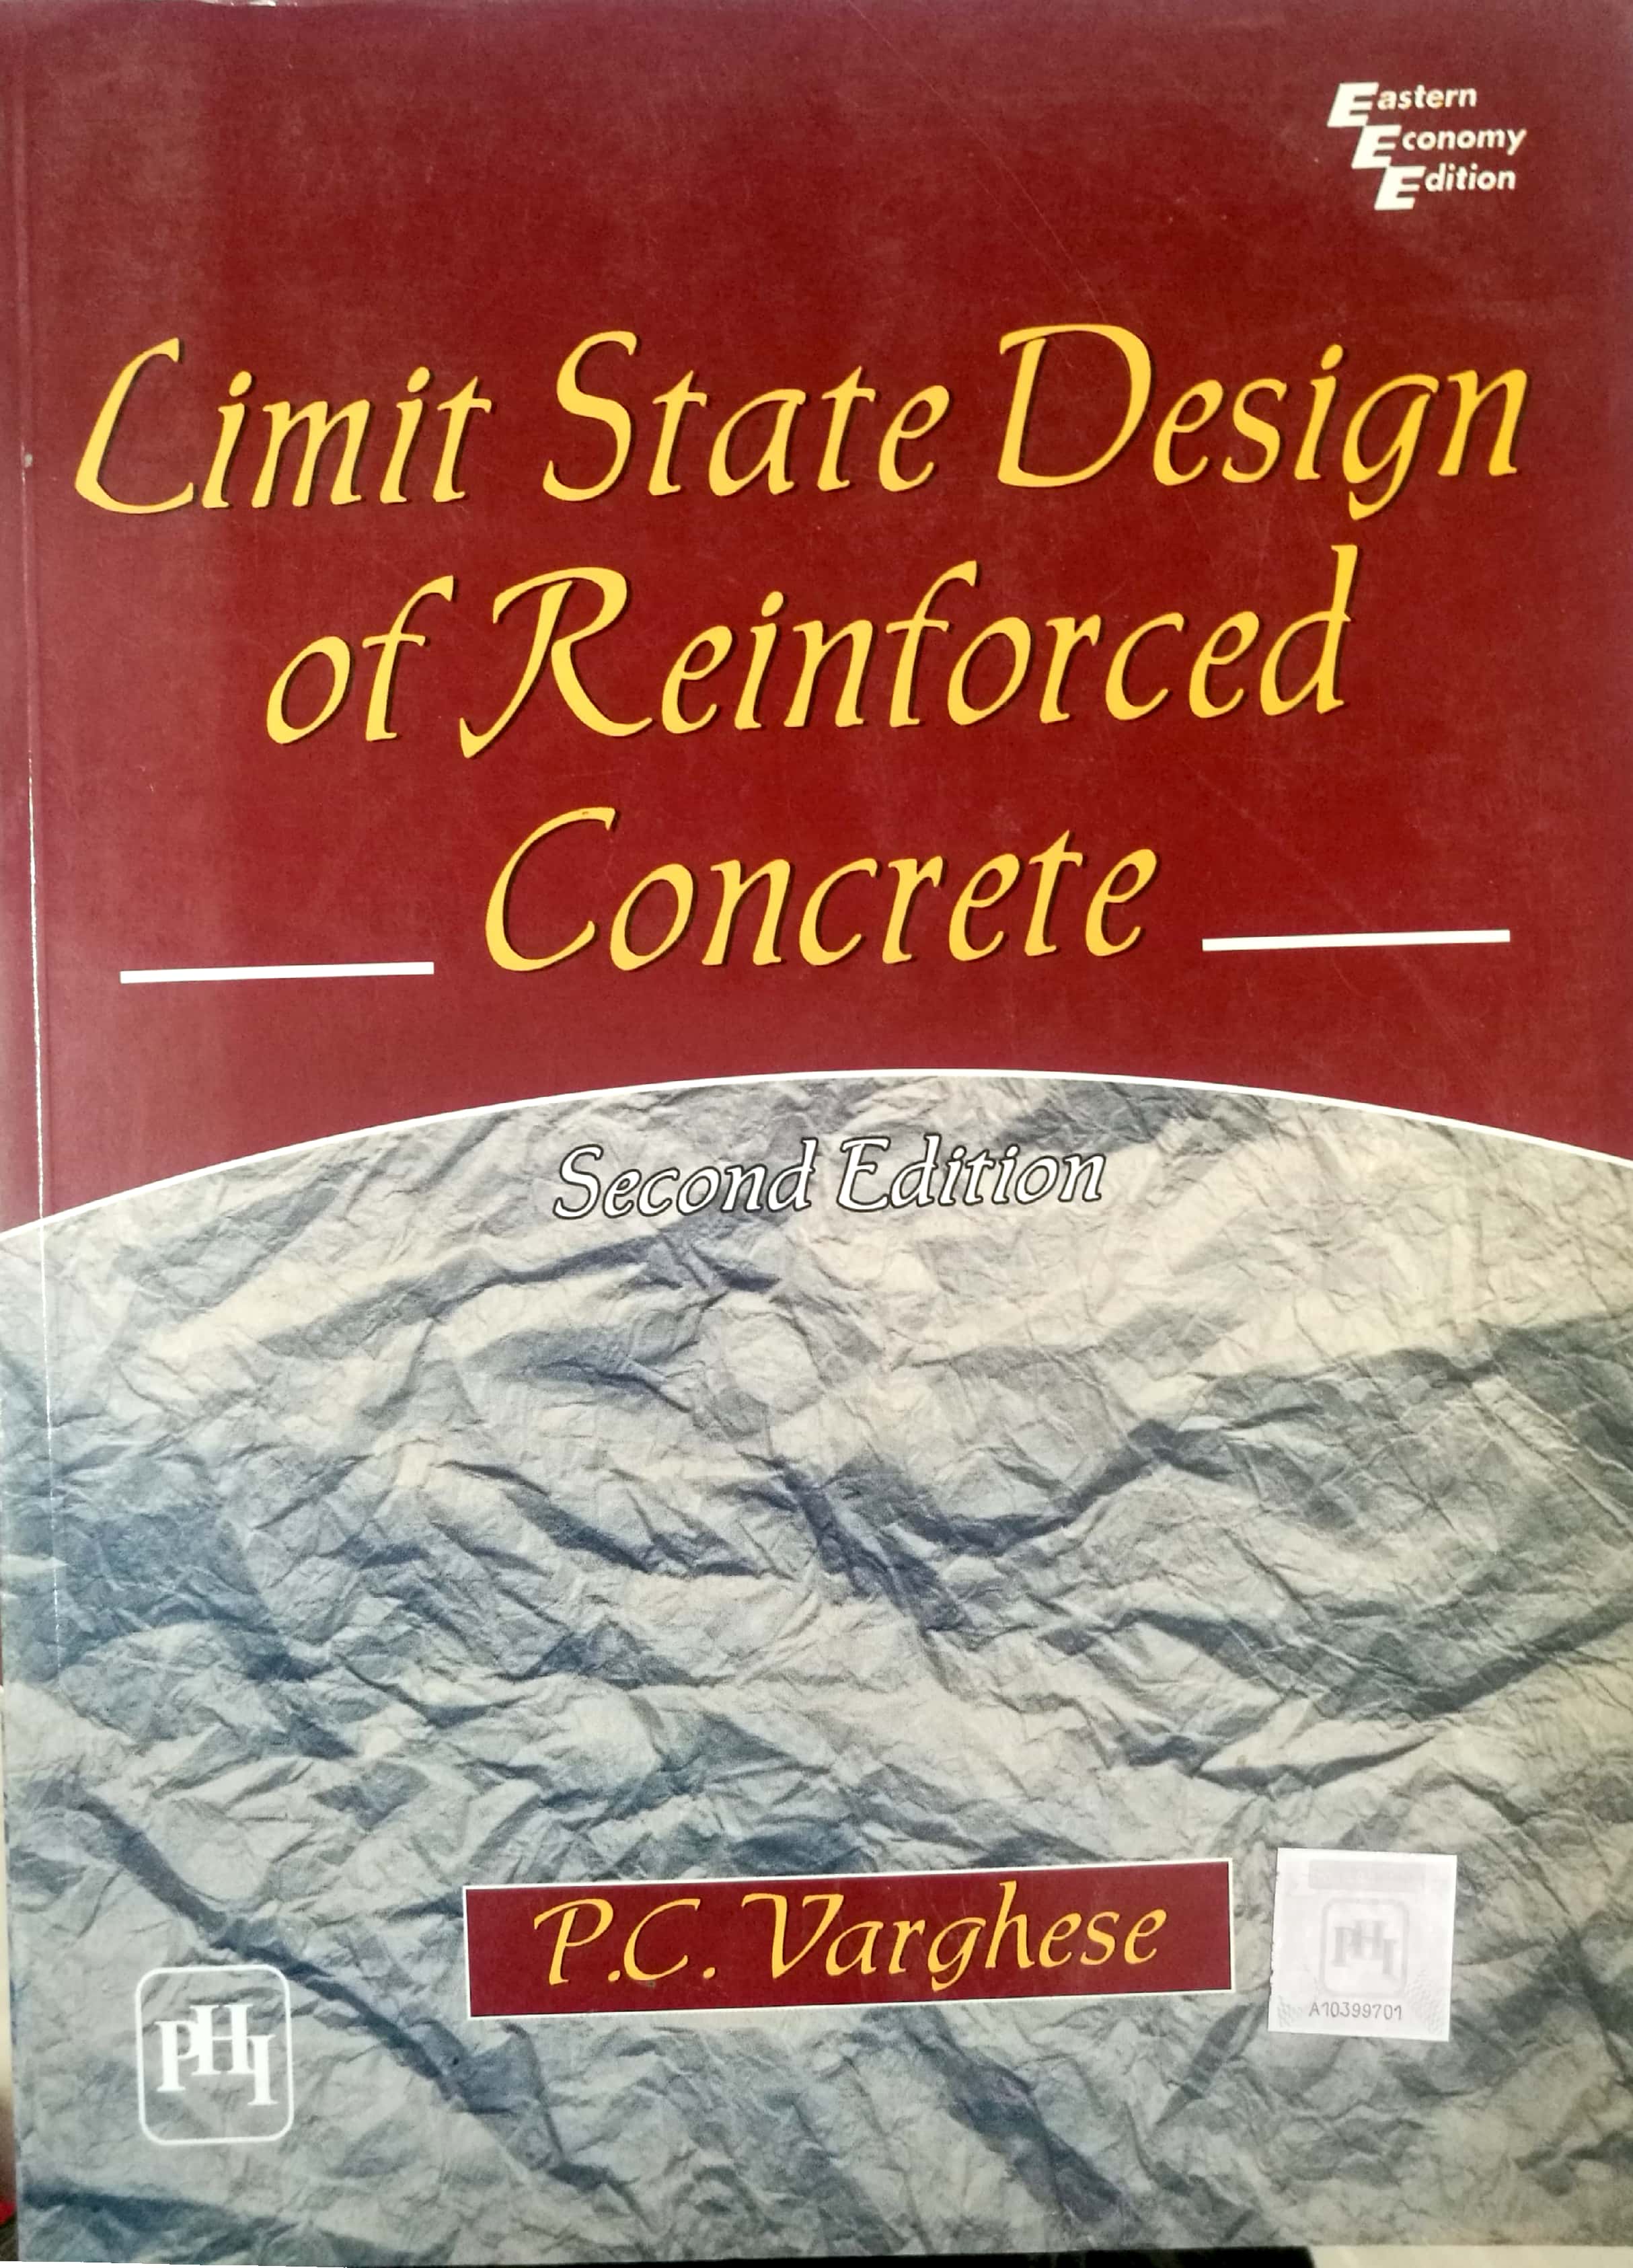 Eastern
Economy
Edition
Limit State Design
of Reinforced
Concrete
Second Edition
P.C. Varghese
PHI
A10399701
PHI